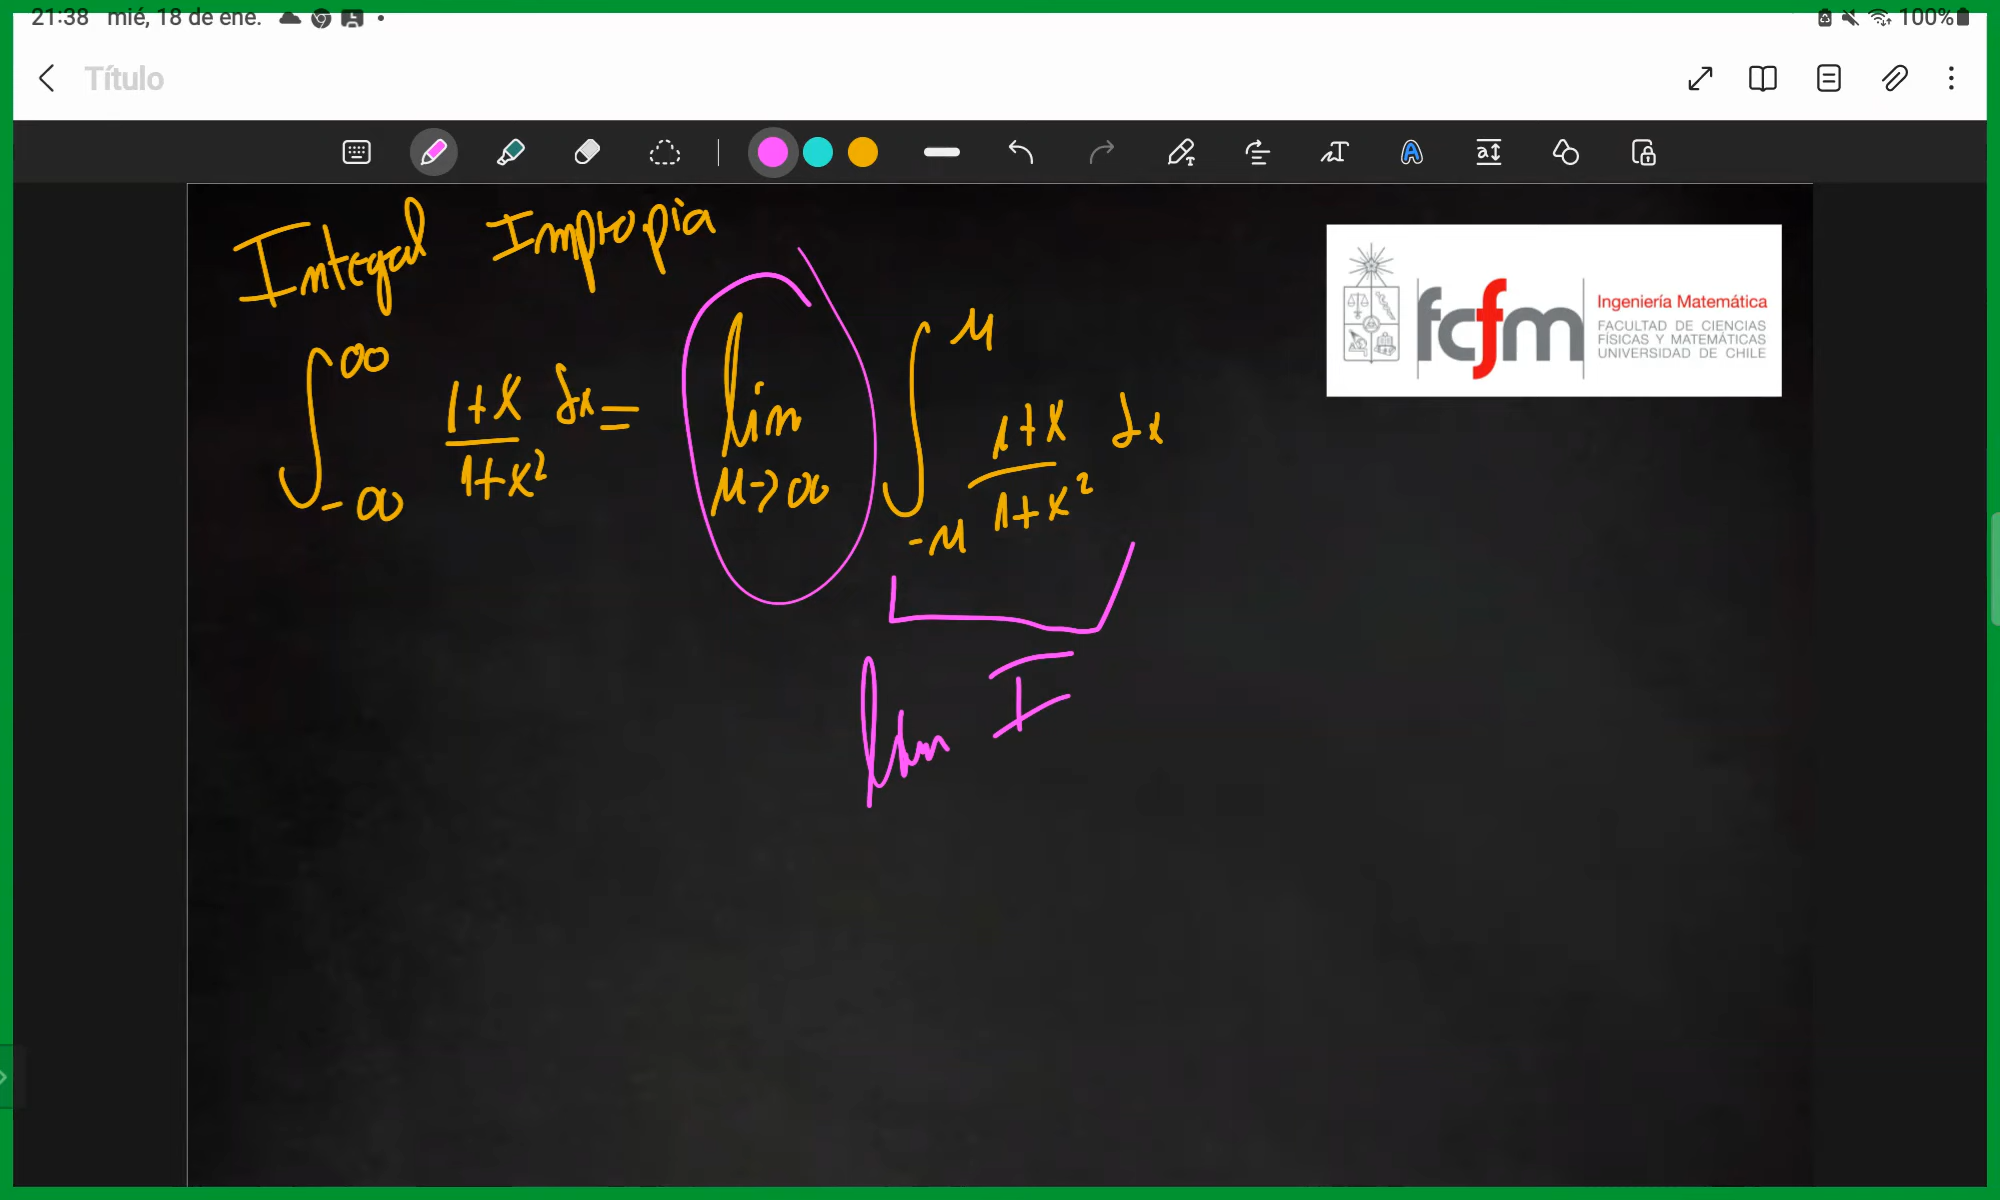 21:38 mié, 18 de ene. 100%
Título
Integral Impropia
∫_{-∞}^{∞} (1+x)/(1+x²) dx = lim_{M→∞} ∫_{-M}^{M} (1+x)/(1+x²) dx
lim I
fcfm
Ingeniería Matemática
FACULTAD DE CIENCIAS
FÍSICAS Y MATEMÁTICAS
UNIVERSIDAD DE CHILE